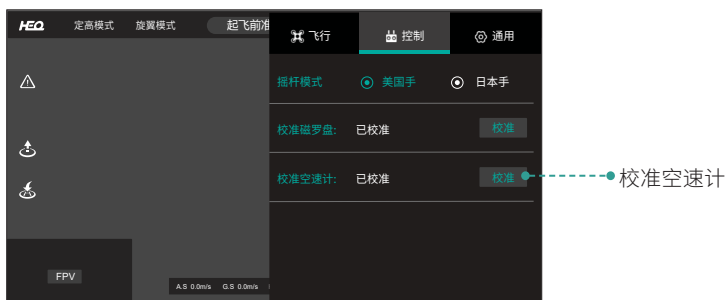 HEQ 定高模式 旋翼模式 起飞前准
飞行 控制 通用
摇杆模式 美国手 日本手
校准磁罗盘: 已校准 校准
校准空速计: 已校准 校准
校准空速计
FPV
A.S 0.0m/s G.S 0.0m/s